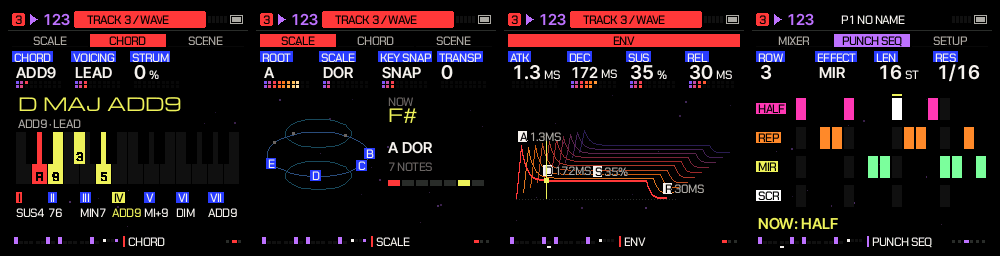 3 123 TRACK 3 / WAVE
SCALE CHORD SCENE
CHORD VOICING STRUM
ADD9 LEAD 0 %
D MAJ ADD9
ADD9 · LEAD
3
R 9 5
I II III IV V VI VII
SUS4 76 MIN7 ADD9 MI+9 DIM ADD9
CHORD
3 123 TRACK 3 / WAVE
SCALE CHORD SCENE
ROOT SCALE KEY SNAP TRANSP
A DOR SNAP 0
NOW
F#
A DOR
7 NOTES
E B C D
SCALE
3 123 TRACK 3 / WAVE
ENV
ATK DEC SUS REL
1.3 MS 172 MS 35 % 30 MS
A 1.3MS
D 172MS S 35%
R 30MS
ENV
3 123 P1 NO NAME
MIXER PUNCH SEQ SETUP
ROW EFFECT LEN RES
3 MIR 16 ST 1/16
HALF
REP
MIR
SCR
NOW: HALF
PUNCH SEQ